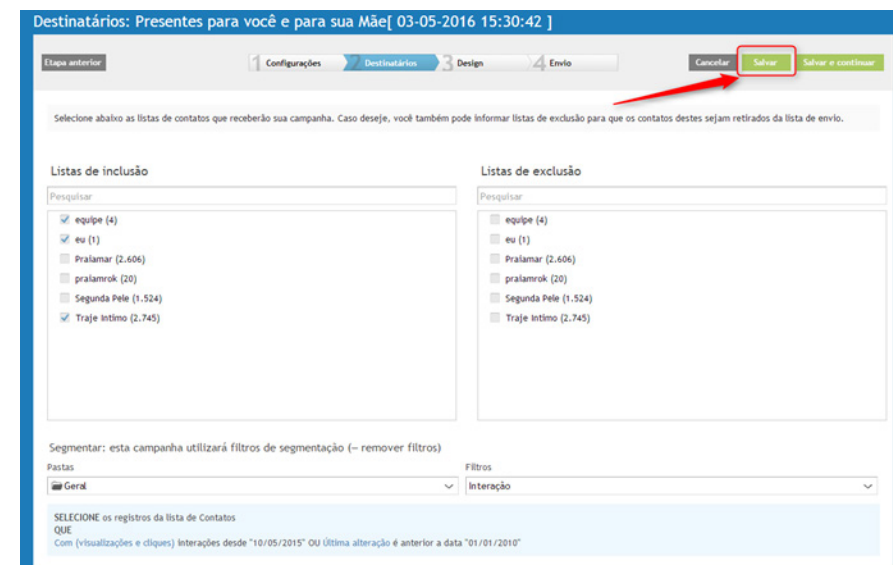 Destinatários: Presentes para você e para sua Mãe[ 03-05-2016 15:30:42 ]
Etapa anterior
1 Configurações 2 Destinatários 3 Design 4 Envio
Cancelar Salvar Salvar e continuar
Selecione abaixo as listas de contatos que receberão sua campanha. Caso deseje, você também pode informar listas de exclusão para que os contatos destes sejam retirados da lista de envio.
Listas de inclusão
Pesquisar
equipe (4)
eu (1)
Pralamar (2.606)
pralamrok (20)
Segunda Pele (1.524)
Traje Intimo (2.745)
Listas de exclusão
Pesquisar
equipe (4)
eu (1)
Pralamar (2.606)
pralamrok (20)
Segunda Pele (1.524)
Traje Intimo (2.745)
Segmentar: esta campanha utilizará filtros de segmentação (— remover filtros)
Pastas
Geral
Filtros
Interação
SELECIONE os registros da lista de Contatos
QUE
Com (visualizações e cliques) interações desde "10/05/2015" OU Última alteração é anterior a data "01/01/2010"